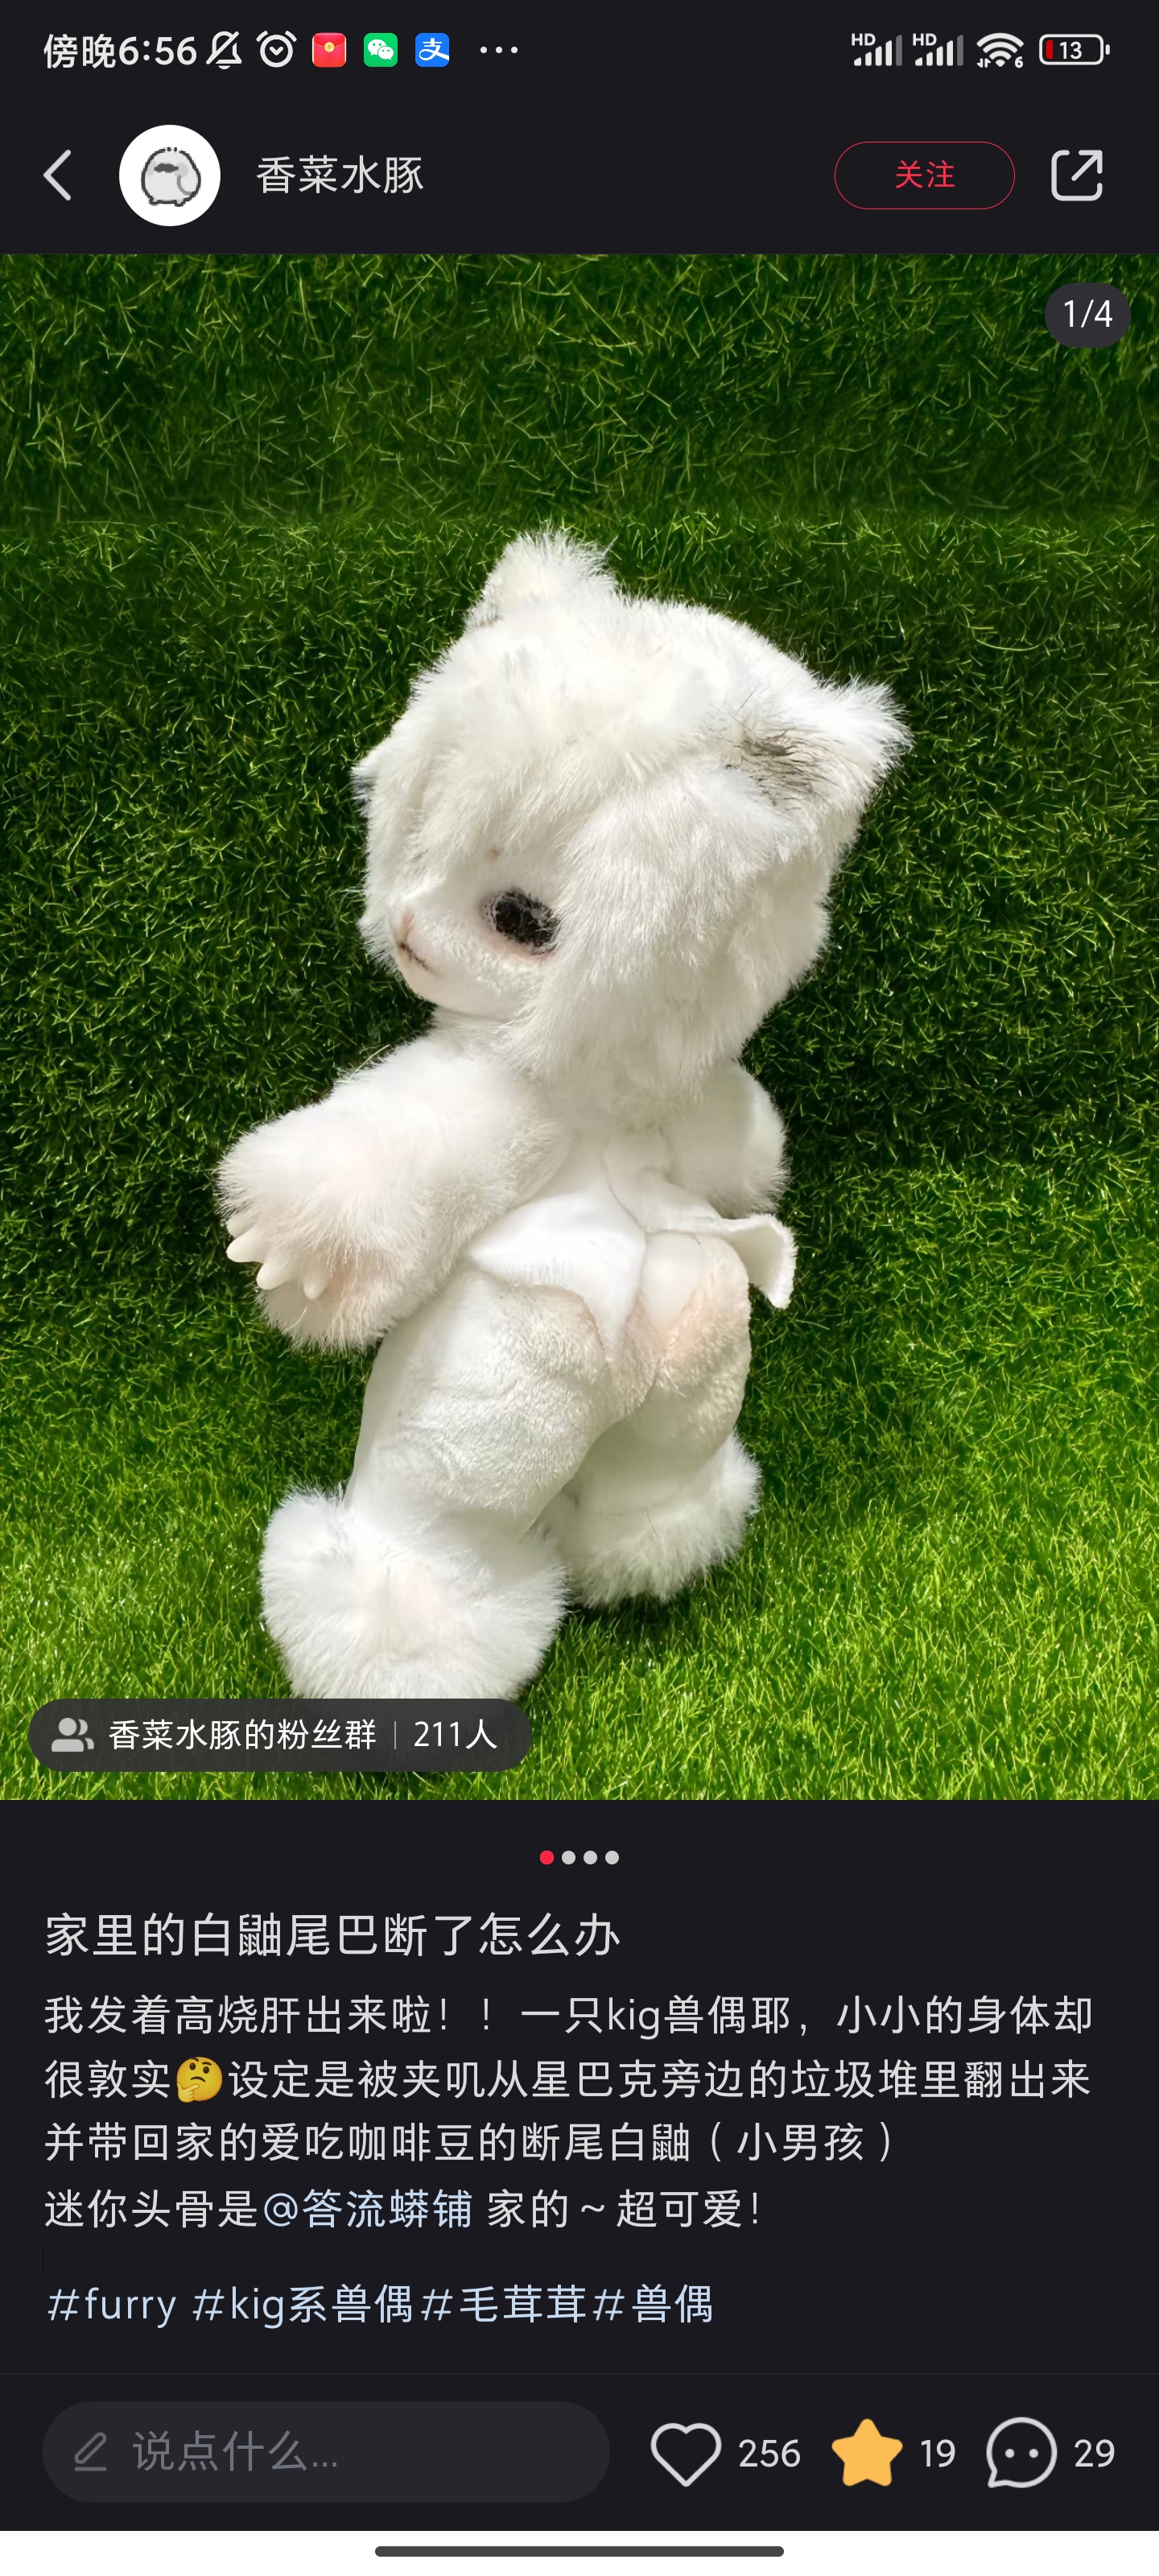 傍晚6:56
HD HD 6 13
香菜水豚
关注
1/4
香菜水豚的粉丝群 | 211人
家里的白鼬尾巴断了怎么办
我发着高烧肝出来啦！！一只kig兽偶耶，小小的身体却
很敦实🤔设定是被夹叽从星巴克旁边的垃圾堆里翻出来
并带回家的爱吃咖啡豆的断尾白鼬（小男孩）
迷你头骨是@答流蟒铺 家的～超可爱！
#furry #kig系兽偶#毛茸茸#兽偶
说点什么...
256 19 29